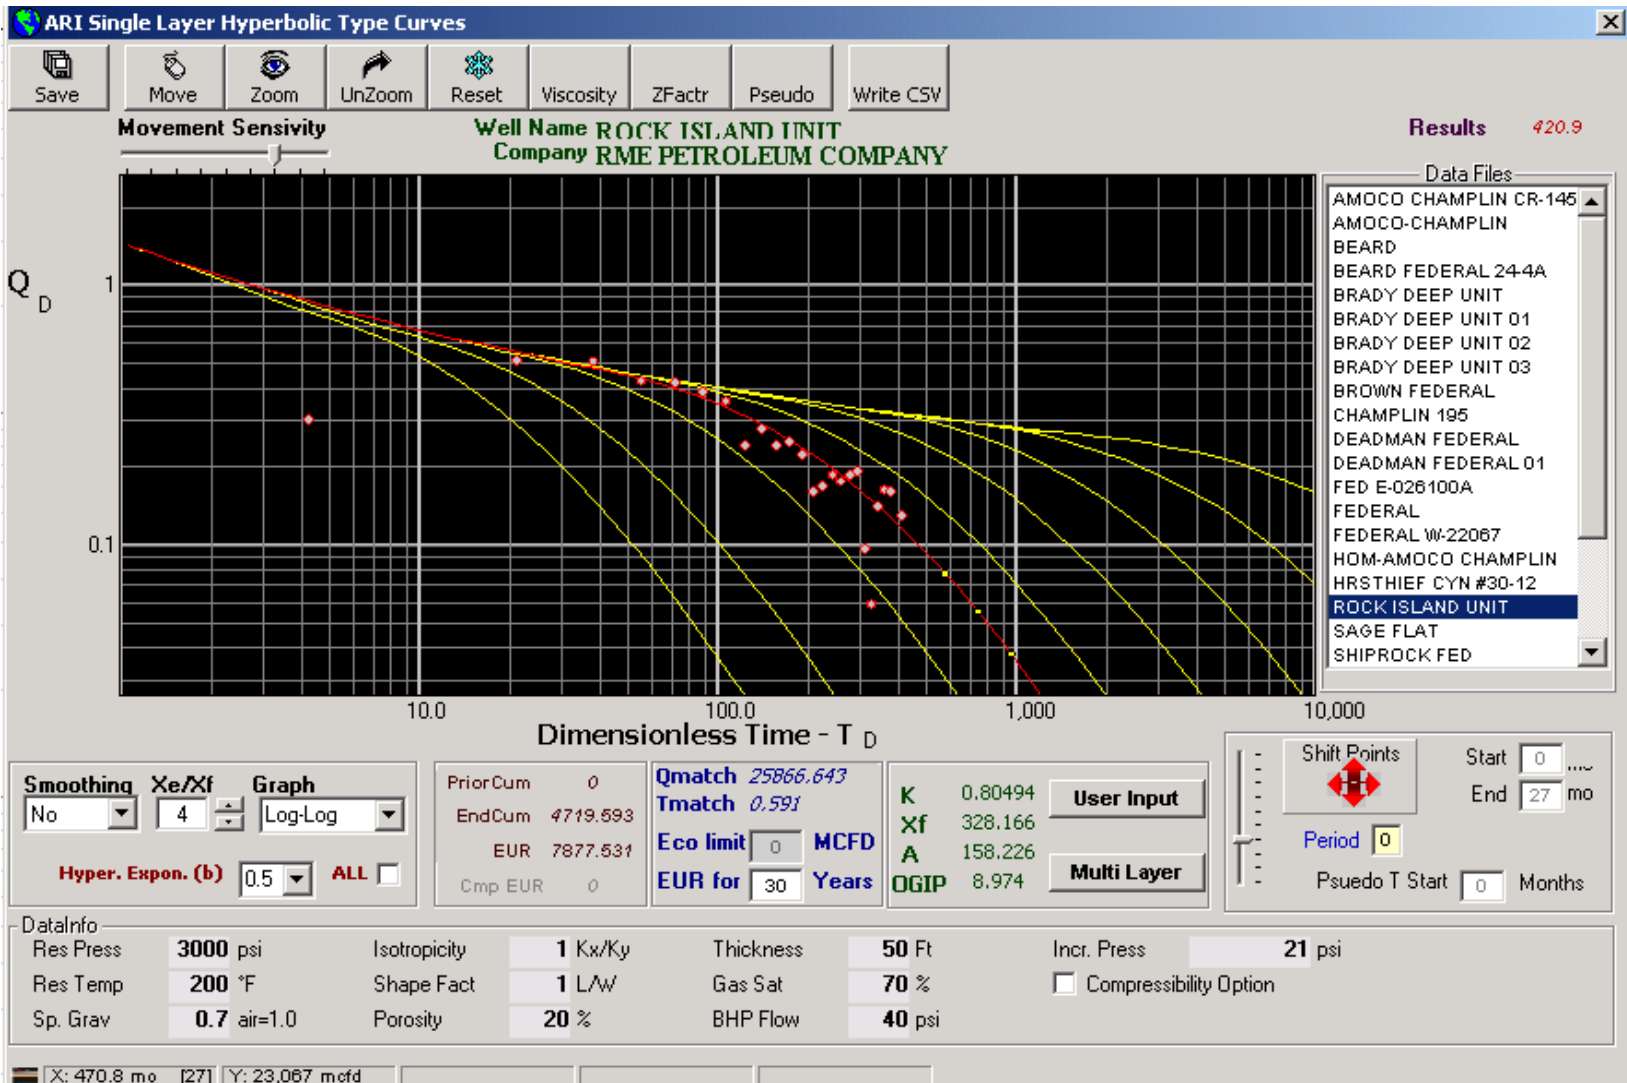 ARI Single Layer Hyperbolic Type Curves
Save Move Zoom UnZoom Reset Viscosity ZFactr Pseudo Write CSV
Movement Sensivity
Well Name ROCK ISLAND UNIT
Company RME PETROLEUM COMPANY
Results 420.9
Data Files
AMOCO CHAMPLIN CR-145
AMOCO-CHAMPLIN
BEARD
BEARD FEDERAL 24-4A
BRADY DEEP UNIT
BRADY DEEP UNIT 01
BRADY DEEP UNIT 02
BRADY DEEP UNIT 03
BROWN FEDERAL
CHAMPLIN 195
DEADMAN FEDERAL
DEADMAN FEDERAL 01
FED E-026100A
FEDERAL
FEDERAL W-22067
HOM-AMOCO CHAMPLIN
HRSTHIEF CYN #30-12
ROCK ISLAND UNIT
SAGE FLAT
SHIPROCK FED
Q D
1
0.1
10.0 100.0 1,000 10,000
Dimensionless Time - T D
Smoothing Xe/Xf Graph
No 4 Log-Log
Hyper. Expon. (b) 0.5 ALL
PriorCum 0
EndCum 4719.593
EUR 7877.531
Cmp EUR 0
Qmatch 25866.643
Tmatch 0.591
Eco limit 0 MCFD
EUR for 30 Years
K 0.80494
Xf 328.166
A 158.226
OGIP 8.974
User Input
Multi Layer
Shift Points
Start 0
End 27 mo
Period 0
Psuedo T Start 0 Months
DataInfo
Res Press 3000 psi Isotropicity 1 Kx/Ky Thickness 50 Ft Incr. Press 21 psi
Res Temp 200 °F Shape Fact 1 L/W Gas Sat 70 % Compressibility Option
Sp. Grav 0.7 air=1.0 Porosity 20 % BHP Flow 40 psi
X: 470.8 mo [27] Y: 23.067 mcfd